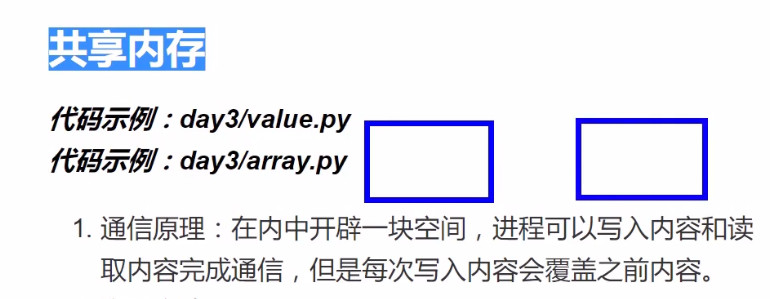 共享内存
代码示例：day3/value.py
代码示例：day3/array.py
1. 通信原理：在内中开辟一块空间，进程可以写入内容和读
取内容完成通信，但是每次写入内容会覆盖之前内容。